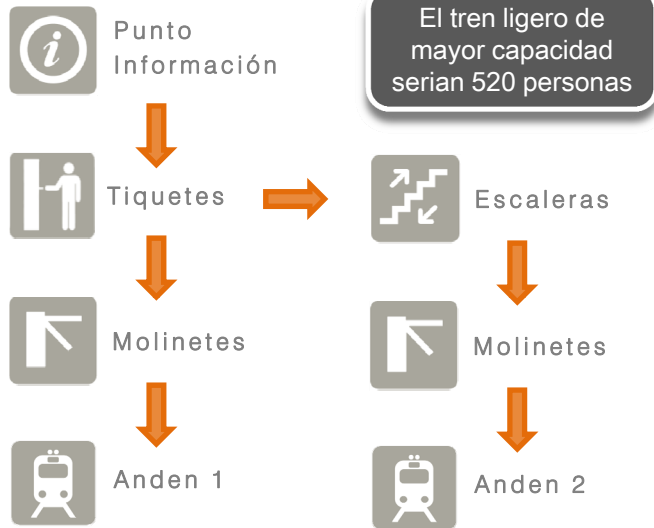 Punto
Información
El tren ligero de
mayor capacidad
serian 520 personas
Tiquetes
Escaleras
Molinetes
Molinetes
Anden 1
Anden 2